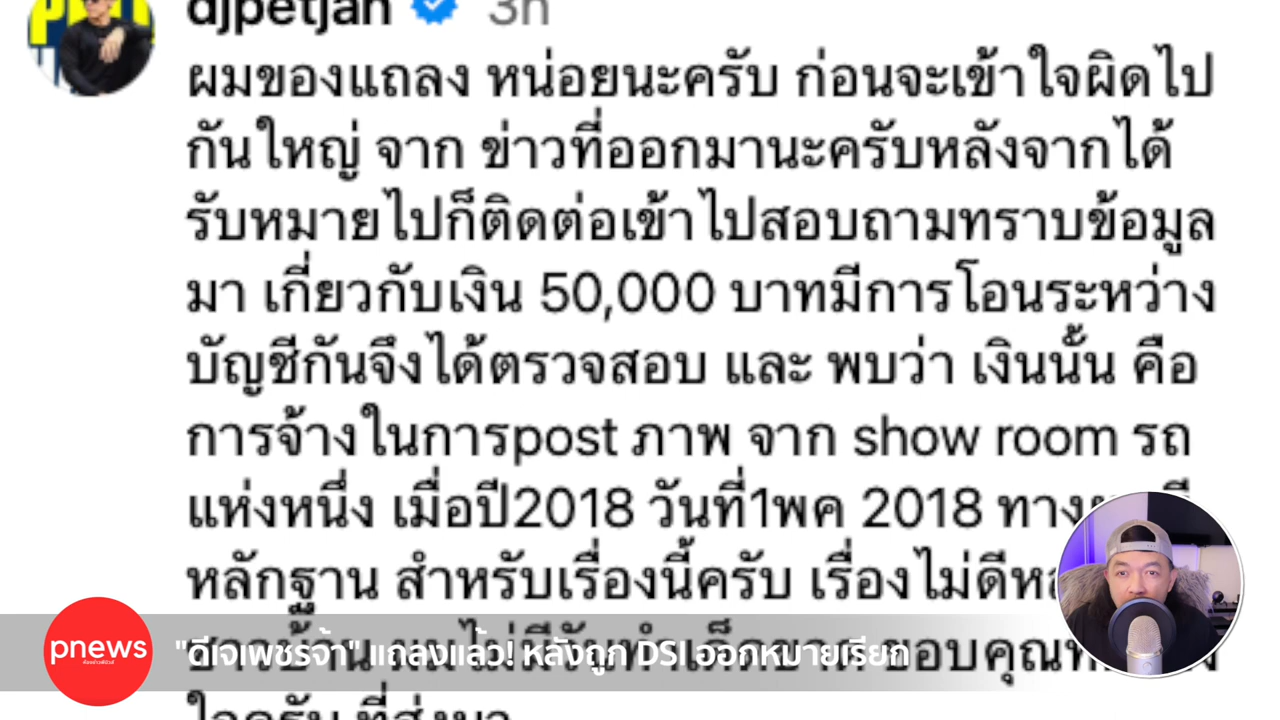 djpetjah 3h
ผมของแถลง หน่อยนะครับ ก่อนจะเข้าใจผิดไป
กันใหญ่ จาก ข่าวที่ออกมานะครับหลังจากได้
รับหมายไปก็ติดต่อเข้าไปสอบถามทราบข้อมูล
มา เกี่ยวกับเงิน 50,000 บาทมีการโอนระหว่าง
บัญชีกันจึงได้ตรวจสอบ และ พบว่า เงินนั้น คือ
การจ้างในการpost ภาพ จาก show room รถ
แห่งหนึ่ง เมื่อปี2018 วันที่1พค 2018
หลักฐาน สำหรับเรื่องนี้ครับ เรื่องไม่ดี
pnews
"ดีเจเพชรจ้า" แถลงแล้ว! หลังถูก DSI ออกหมายเรียก